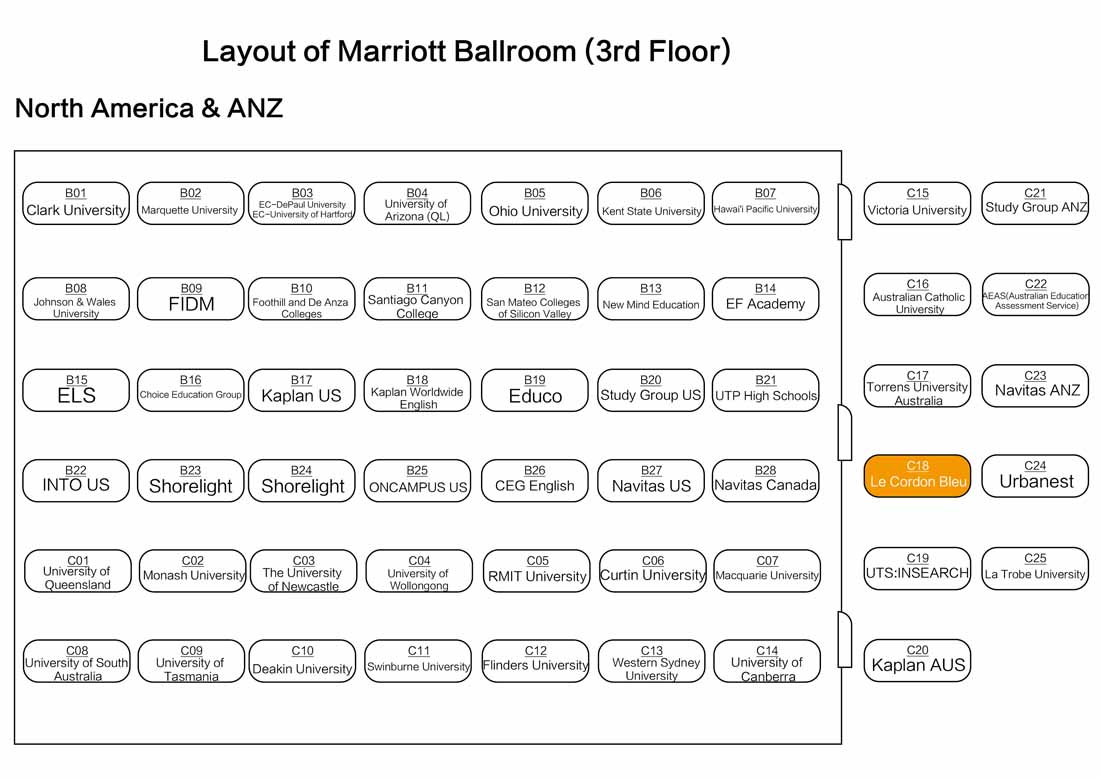 Layout of Marriott Ballroom (3rd Floor)
North America & ANZ
B01
Clark University
B02
Marquette University
B03
EC-DePaul University
EC-University of Hartford
B04
University of
Arizona (QL)
B05
Ohio University
B06
Kent State University
B07
Hawai'i Pacific University
C15
Victoria University
C21
Study Group ANZ
B08
Johnson & Wales
University
B09
FIDM
B10
Foothill and De Anza
Colleges
B11
Santiago Canyon
College
B12
San Mateo Colleges
of Silicon Valley
B13
New Mind Education
B14
EF Academy
C16
Australian Catholic
University
C22
AEAS(Australian Education
Assessment Service)
B15
ELS
B16
Choice Education Group
B17
Kaplan US
B18
Kaplan Worldwide
English
B19
Educo
B20
Study Group US
B21
UTP High Schools
C17
Torrens University
Australia
C23
Navitas ANZ
B22
INTO US
B23
Shorelight
B24
Shorelight
B25
ONCAMPUS US
B26
CEG English
B27
Navitas US
B28
Navitas Canada
C18
Le Cordon Bleu
C24
Urbanest
C01
University of
Queensland
C02
Monash University
C03
The University
of Newcastle
C04
University of
Wollongong
C05
RMIT University
C06
Curtin University
C07
Macquarie University
C19
UTS:INSEARCH
C25
La Trobe University
C08
University of South
Australia
C09
University of
Tasmania
C10
Deakin University
C11
Swinburne University
C12
Flinders University
C13
Western Sydney
University
C14
University of
Canberra
C20
Kaplan AUS